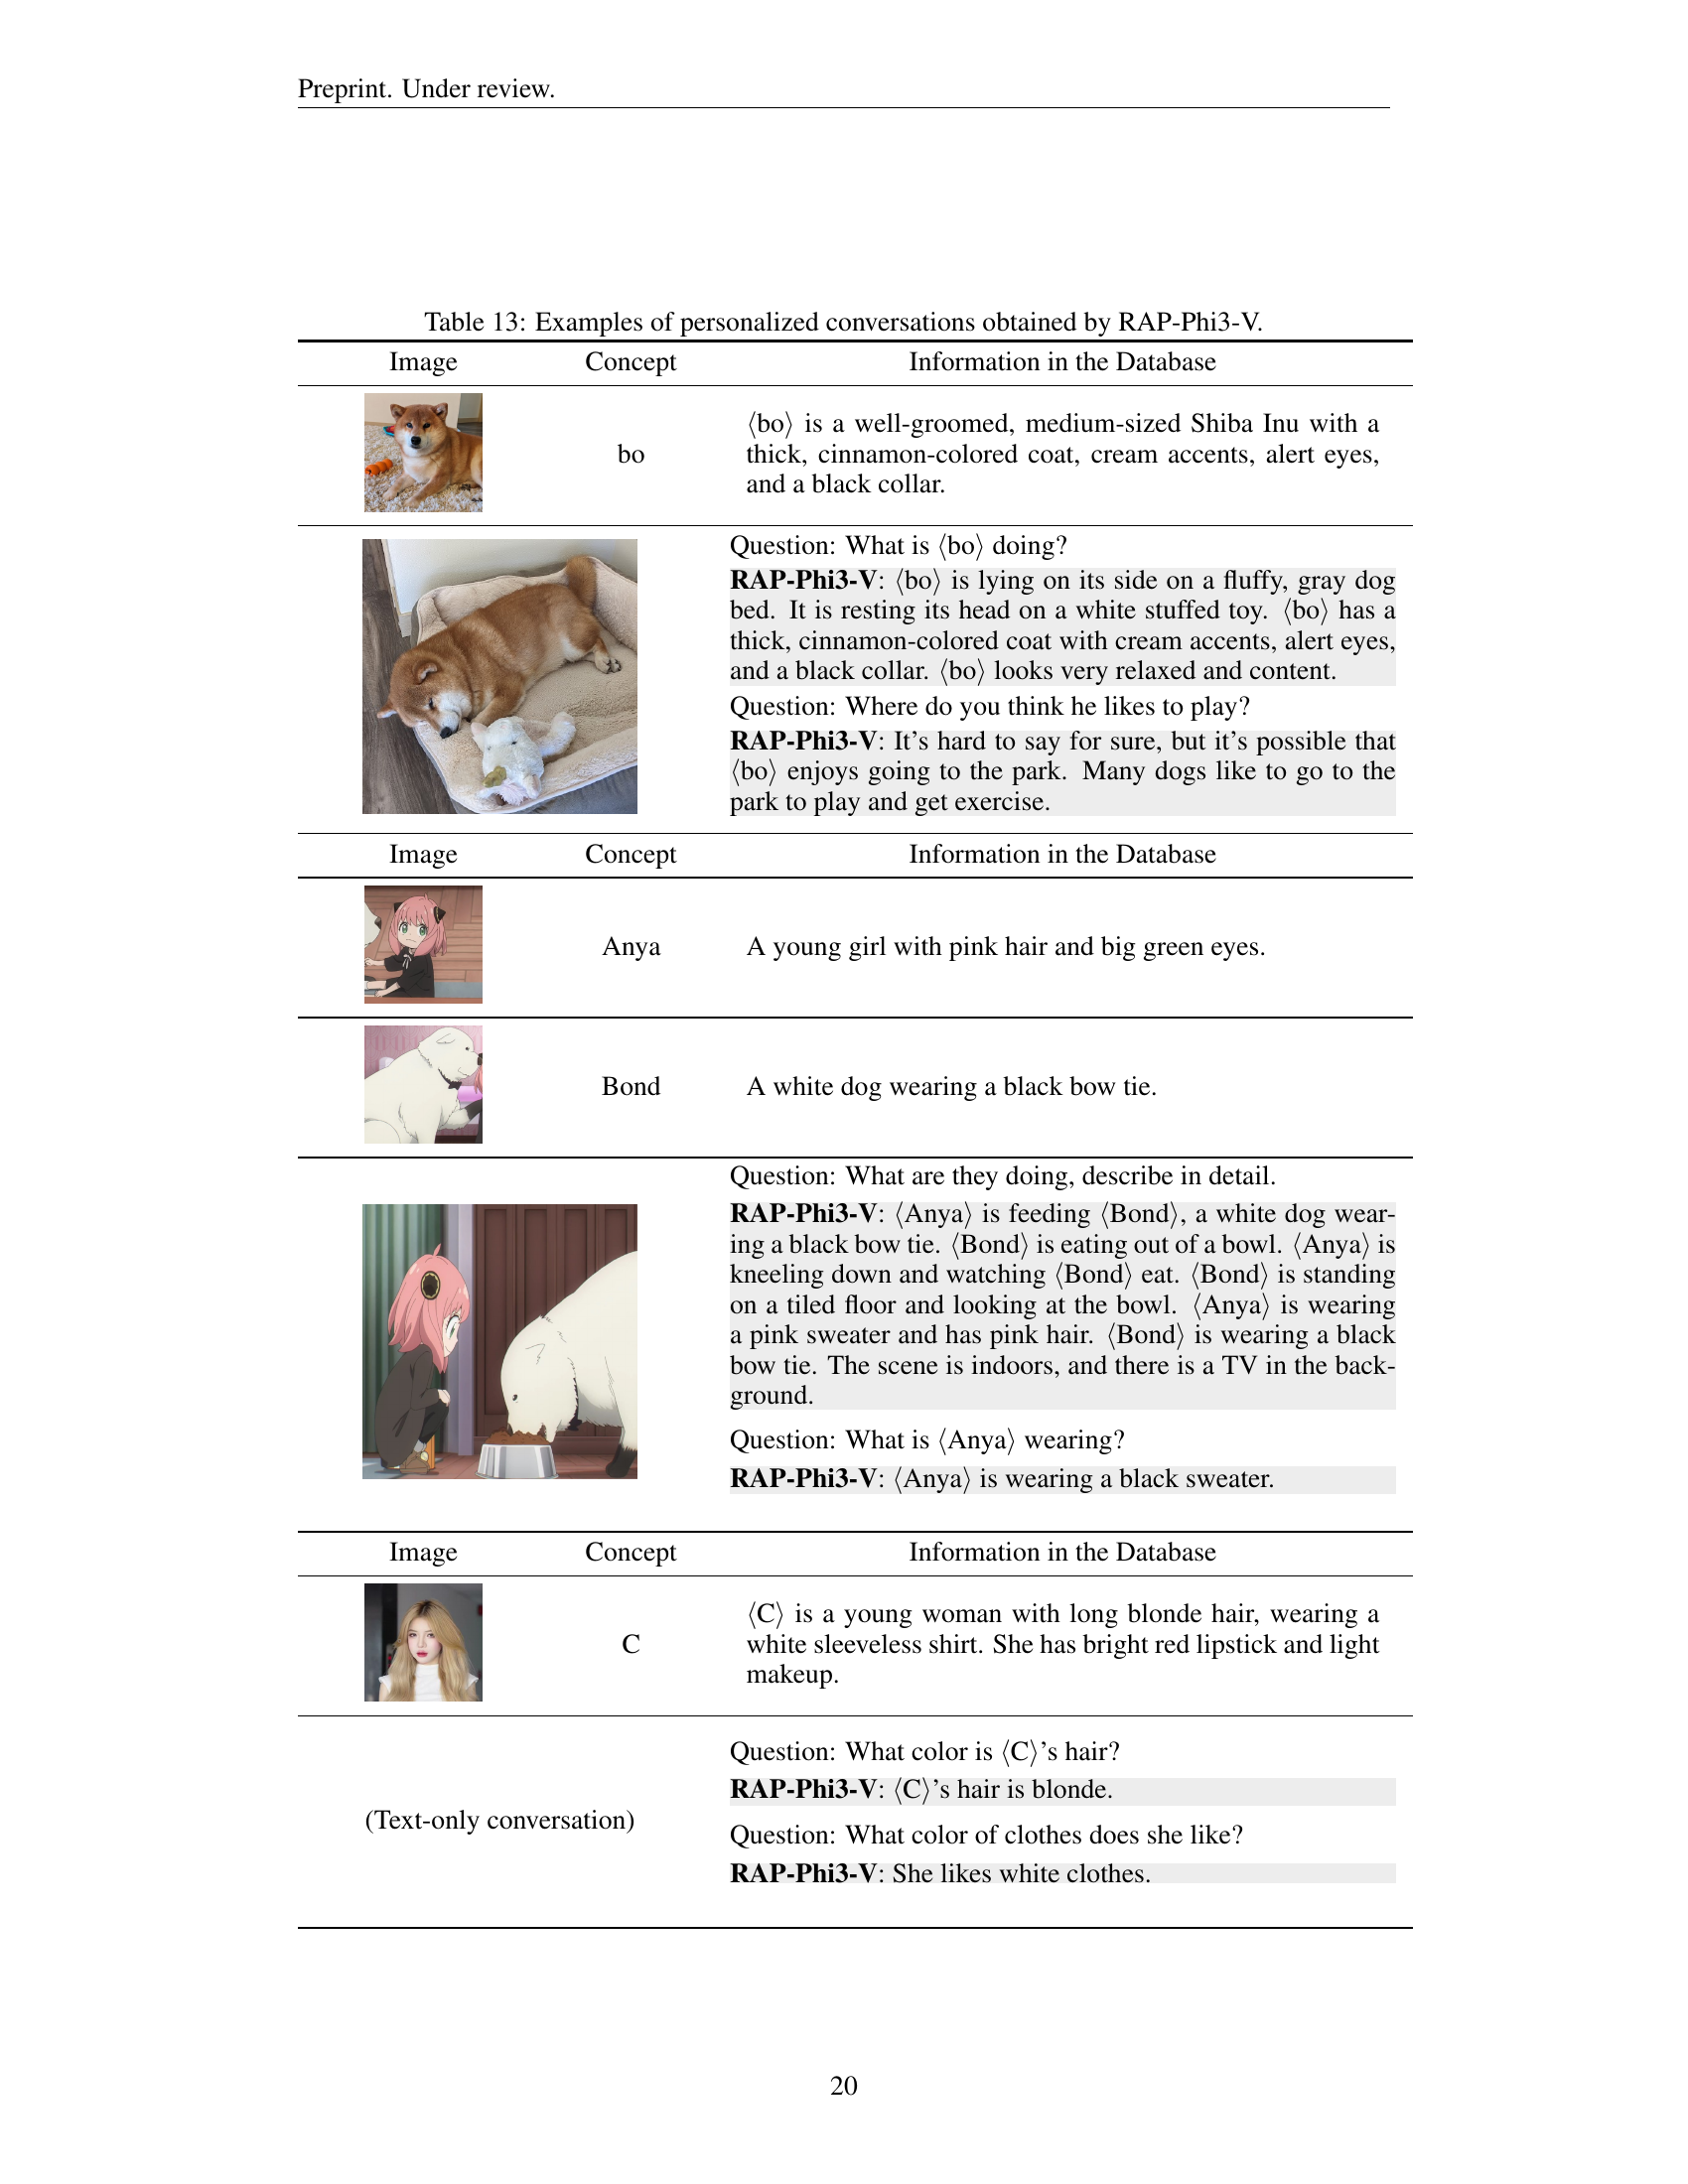 Preprint. Under review.
Table 13: Examples of personalized conversations obtained by RAP-Phi3-V.
Image Concept Information in the Database
bo
⟨bo⟩ is a well-groomed, medium-sized Shiba Inu with a
thick, cinnamon-colored coat, cream accents, alert eyes,
and a black collar.
Question: What is ⟨bo⟩ doing?
RAP-Phi3-V: ⟨bo⟩ is lying on its side on a fluffy, gray dog
bed. It is resting its head on a white stuffed toy. ⟨bo⟩ has a
thick, cinnamon-colored coat with cream accents, alert eyes,
and a black collar. ⟨bo⟩ looks very relaxed and content.
Question: Where do you think he likes to play?
RAP-Phi3-V: It's hard to say for sure, but it's possible that
⟨bo⟩ enjoys going to the park. Many dogs like to go to the
park to play and get exercise.
Image Concept Information in the Database
Anya A young girl with pink hair and big green eyes.
Bond A white dog wearing a black bow tie.
Question: What are they doing, describe in detail.
RAP-Phi3-V: ⟨Anya⟩ is feeding ⟨Bond⟩, a white dog wear-
ing a black bow tie. ⟨Bond⟩ is eating out of a bowl. ⟨Anya⟩ is
kneeling down and watching ⟨Bond⟩ eat. ⟨Bond⟩ is standing
on a tiled floor and looking at the bowl. ⟨Anya⟩ is wearing
a pink sweater and has pink hair. ⟨Bond⟩ is wearing a black
bow tie. The scene is indoors, and there is a TV in the back-
ground.
Question: What is ⟨Anya⟩ wearing?
RAP-Phi3-V: ⟨Anya⟩ is wearing a black sweater.
Image Concept Information in the Database
C
⟨C⟩ is a young woman with long blonde hair, wearing a
white sleeveless shirt. She has bright red lipstick and light
makeup.
(Text-only conversation)
Question: What color is ⟨C⟩'s hair?
RAP-Phi3-V: ⟨C⟩'s hair is blonde.
Question: What color of clothes does she like?
RAP-Phi3-V: She likes white clothes.
20